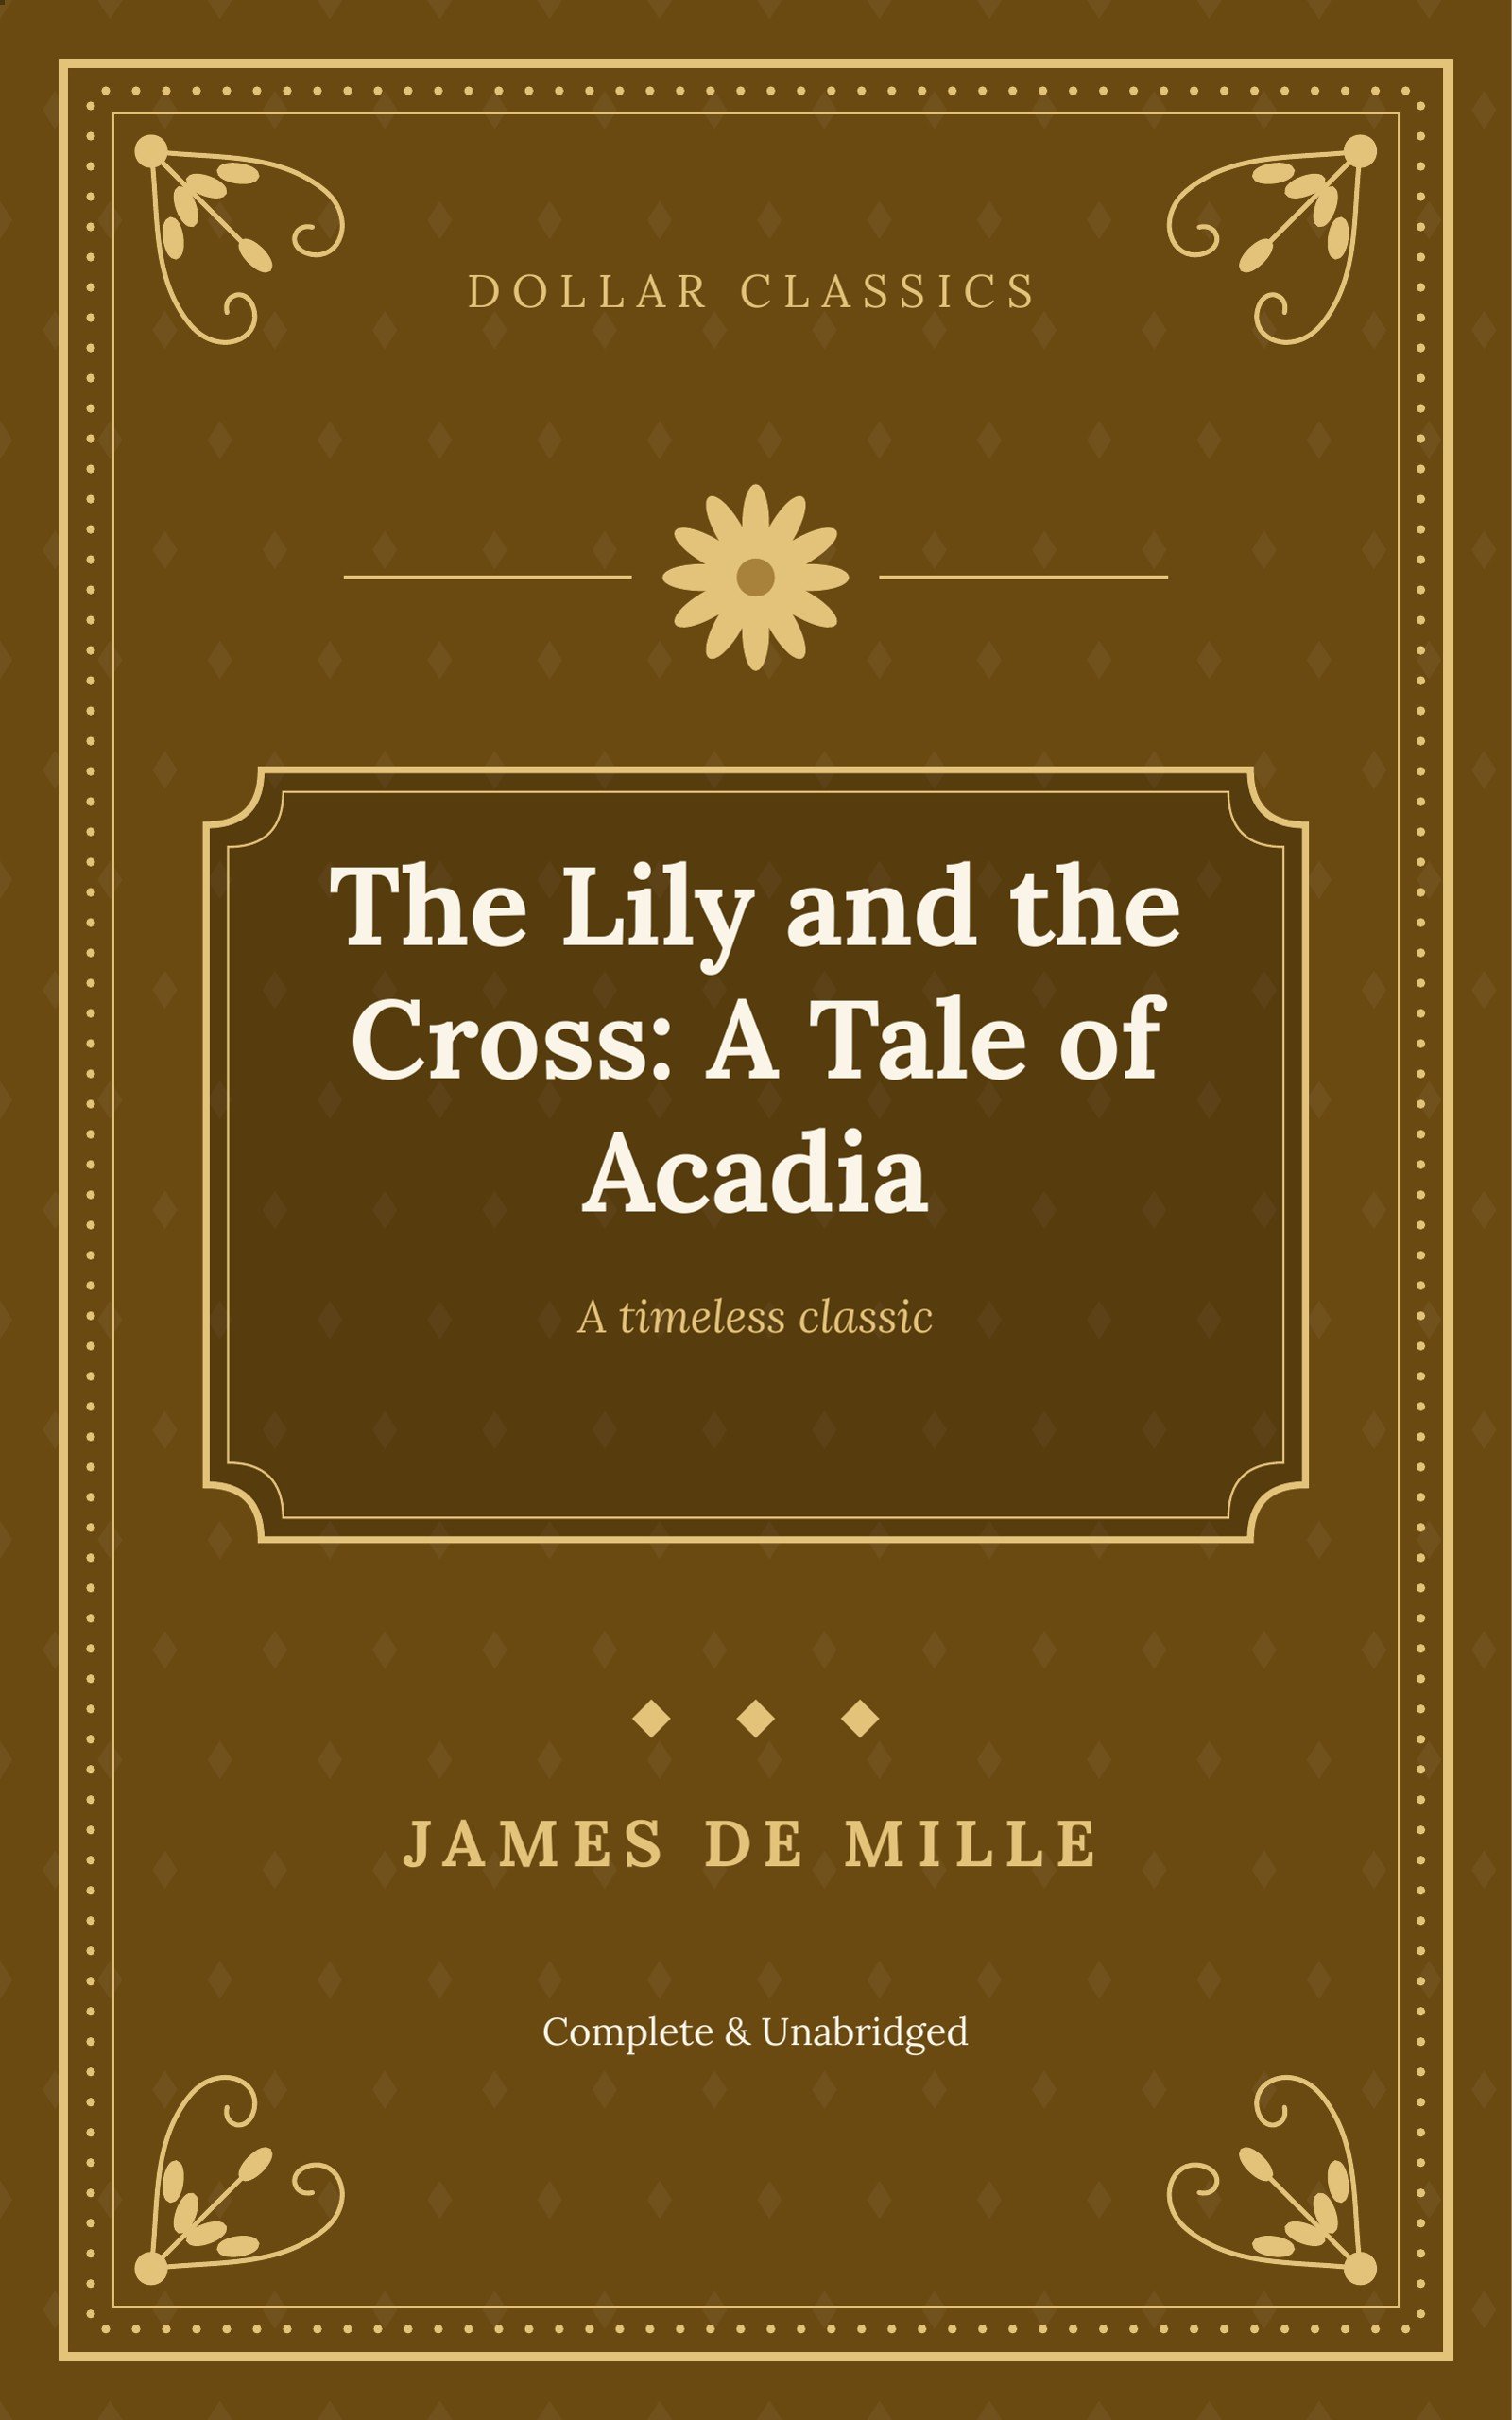 DOLLAR CLASSICS
The Lily and the
Cross: A Tale of
Acadia
A timeless classic
JAMES DE MILLE
Complete & Unabridged